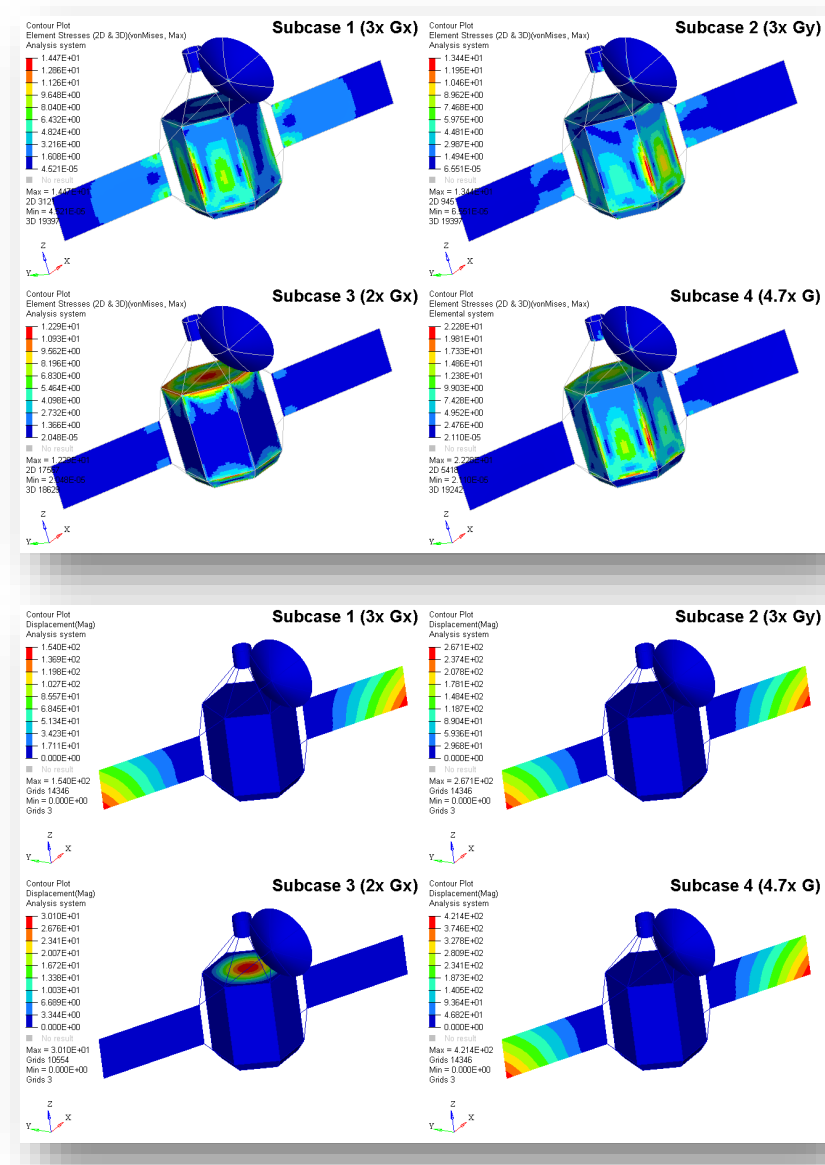 Subcase 1 (3x Gx)
Contour Plot
Element Stresses (2D & 3D)(vonMises, Max)
Analysis system
1.447E+01
1.286E+01
1.126E+01
9.648E+00
8.040E+00
6.432E+00
4.824E+00
3.216E+00
1.608E+00
4.521E-05
No result
Max = 
2D 312
Min = 
3D 19397
Z
X
Y
Subcase 2 (3x Gy)
Contour Plot
Element Stresses (2D & 3D)(vonMises, Max)
Analysis system
1.344E+01
1.195E+01
1.046E+01
8.962E+00
7.468E+00
5.975E+00
4.481E+00
2.987E+00
1.494E+00
6.551E-05
No result
Max = 
2D 945
Min = 
3D 19397
Z
X
Y
Subcase 3 (2x Gx)
Contour Plot
Element Stresses (2D & 3D)(vonMises, Max)
Analysis system
1.229E+01
1.093E+01
9.562E+00
8.196E+00
6.830E+00
5.464E+00
4.098E+00
2.732E+00
1.366E+00
2.048E-05
No result
Max = 
2D 
Min = 
3D 
Z
X
Y
Subcase 4 (4.7x G)
Contour Plot
Element Stresses (2D & 3D)(vonMises, Max)
Elemental system
2.228E+01
1.981E+01
1.733E+01
1.486E+01
1.238E+01
9.903E+00
7.428E+00
4.952E+00
2.476E+00
2.110E-05
No result
Max = 
2D 
Min = 
3D 19242
Z
X
Y
Subcase 1 (3x Gx)
Contour Plot
Displacement(Mag)
Analysis system
1.540E+02
1.369E+02
1.198E+02
1.027E+02
8.557E+01
6.845E+01
5.134E+01
3.423E+01
1.711E+01
0.000E+00
No result
Max = 1.540E+02
Grids 14346
Min = 0.000E+00
Grids 3
Z
X
Y
Subcase 2 (3x Gy)
Contour Plot
Displacement(Mag)
Analysis system
2.671E+02
2.374E+02
2.078E+02
1.781E+02
1.484E+02
1.187E+02
8.904E+01
5.936E+01
2.968E+01
0.000E+00
No result
Max = 2.671E+02
Grids 14346
Min = 0.000E+00
Grids 3
Z
X
Y
Subcase 3 (2x Gx)
Contour Plot
Displacement(Mag)
Analysis system
3.010E+01
2.676E+01
2.341E+01
2.007E+01
1.672E+01
1.338E+01
1.003E+01
6.689E+00
3.344E+00
0.000E+00
No result
Max = 3.010E+01
Grids 10554
Min = 0.000E+00
Grids 3
Z
X
Y
Subcase 4 (4.7x G)
Contour Plot
Displacement(Mag)
Analysis system
4.214E+02
3.746E+02
3.278E+02
2.809E+02
2.341E+02
1.873E+02
1.405E+02
9.364E+01
4.682E+01
0.000E+00
No result
Max = 4.214E+02
Grids 14346
Min = 0.000E+00
Grids 3
Z
X
Y